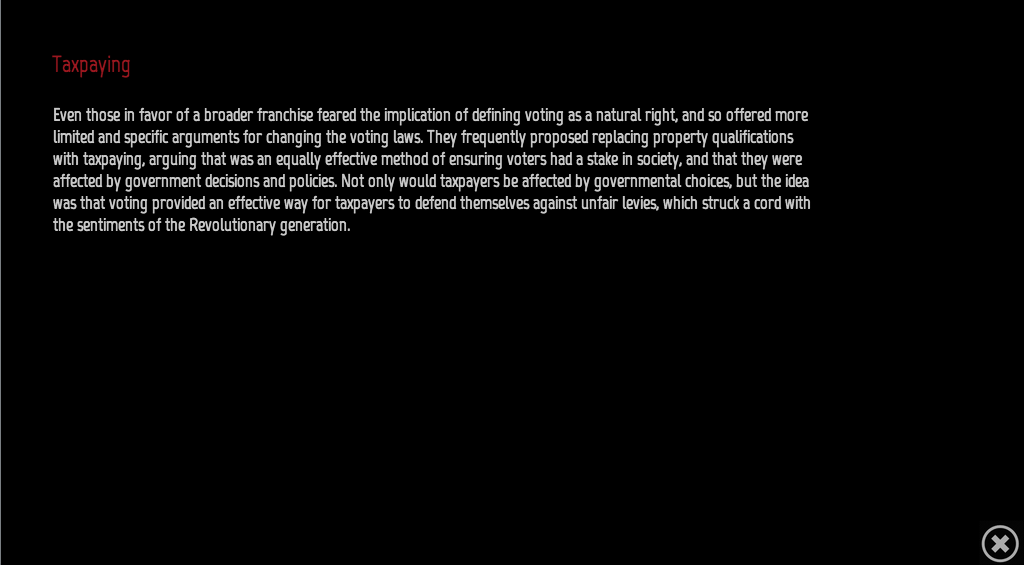 Taxpaying
Even those in favor of a broader franchise feared the implication of defining voting as a natural right, and so offered more
limited and specific arguments for changing the voting laws. They frequently proposed replacing property qualifications
with taxpaying, arguing that was an equally effective method of ensuring voters had a stake in society, and that they were
affected by government decisions and policies. Not only would taxpayers be affected by governmental choices, but the idea
was that voting provided an effective way for taxpayers to defend themselves against unfair levies, which struck a cord with
the sentiments of the Revolutionary generation.